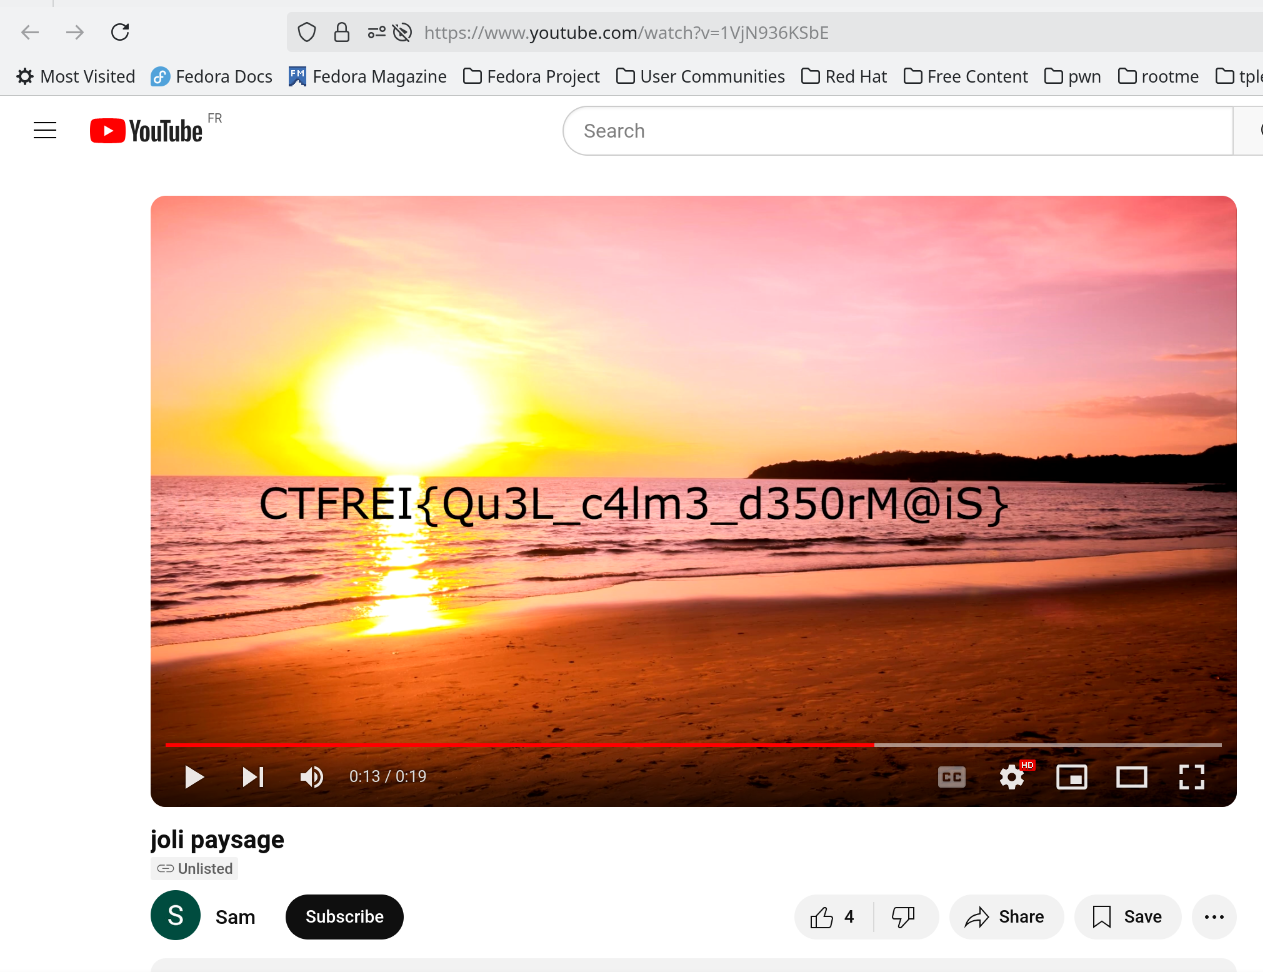 https://www.youtube.com/watch?v=1VjN936KSbE
Most Visited Fedora Docs Fedora Magazine Fedora Project User Communities Red Hat Free Content pwn rootme
YouTube FR
Search
CTFREI{Qu3L_c4lm3_d350rM@iS}
0:13 / 0:19 CC HD
joli paysage
Unlisted
S Sam Subscribe 4 Share Save